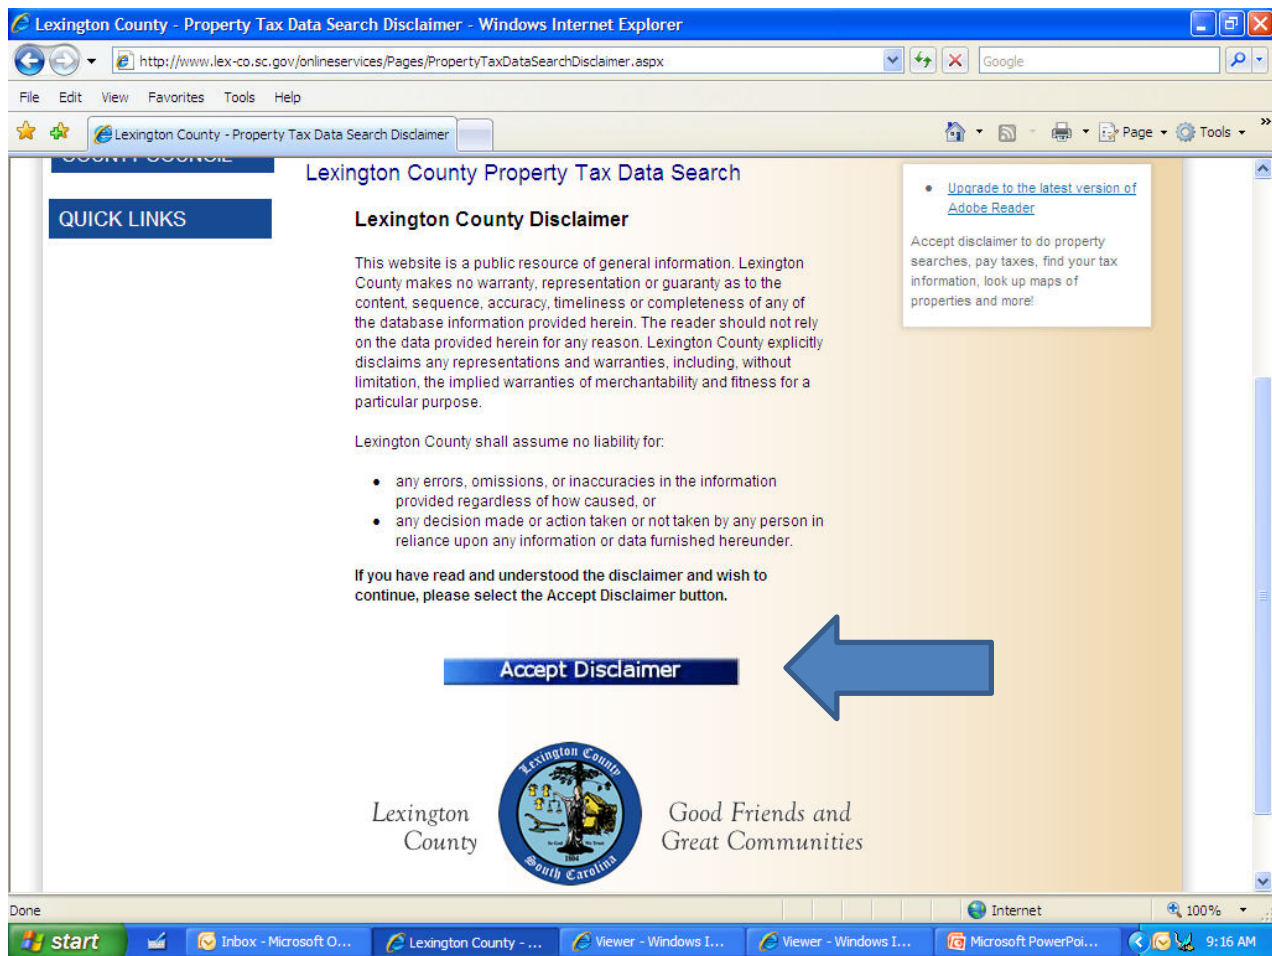 Lexington County - Property Tax Data Search Disclaimer - Windows Internet Explorer
http://www.lex-co.sc.gov/onlineservices/Pages/PropertyTaxDataSearchDisclaimer.aspx
Google
File Edit View Favorites Tools Help
Lexington County - Property Tax Data Search Disclaimer
Page Tools
COUNTY COUNCIL
QUICK LINKS
Lexington County Property Tax Data Search
Lexington County Disclaimer
This website is a public resource of general information. Lexington
County makes no warranty, representation or guaranty as to the
content, sequence, accuracy, timeliness or completeness of any of
the database information provided herein. The reader should not rely
on the data provided herein for any reason. Lexington County explicitly
disclaims any representations and warranties, including, without
limitation, the implied warranties of merchantability and fitness for a
particular purpose.
Lexington County shall assume no liability for:
• any errors, omissions, or inaccuracies in the information
provided regardless of how caused, or
• any decision made or action taken or not taken by any person in
reliance upon any information or data furnished hereunder.
If you have read and understood the disclaimer and wish to
continue, please select the Accept Disclaimer button.
Accept Disclaimer
• Upgrade to the latest version of
Adobe Reader
Accept disclaimer to do property
searches, pay taxes, find your tax
information, look up maps of
properties and more!
Lexington
County
Lexington County
In God We Trust
1804
South Carolina
Good Friends and
Great Communities
Done
Internet
100%
start
Inbox - Microsoft O...
Lexington County - ...
Viewer - Windows I...
Viewer - Windows I...
Microsoft PowerPoi...
9:16 AM